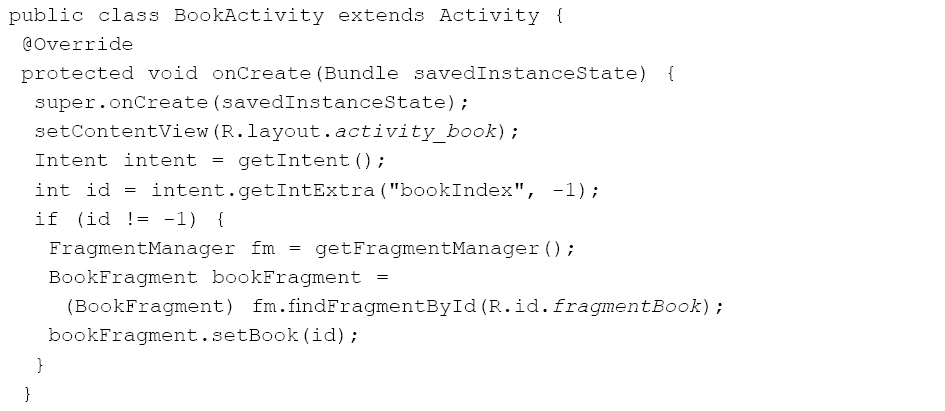 public class BookActivity extends Activity {
@Override
protected void onCreate(Bundle savedInstanceState) {
super.onCreate(savedInstanceState);
setContentView(R.layout.activity_book);
Intent intent = getIntent();
int id = intent.getIntExtra("bookIndex", -1);
if (id != -1) {
FragmentManager fm = getFragmentManager();
BookFragment bookFragment =
(BookFragment) fm.findFragmentById(R.id.fragmentBook);
bookFragment.setBook(id);
}
}